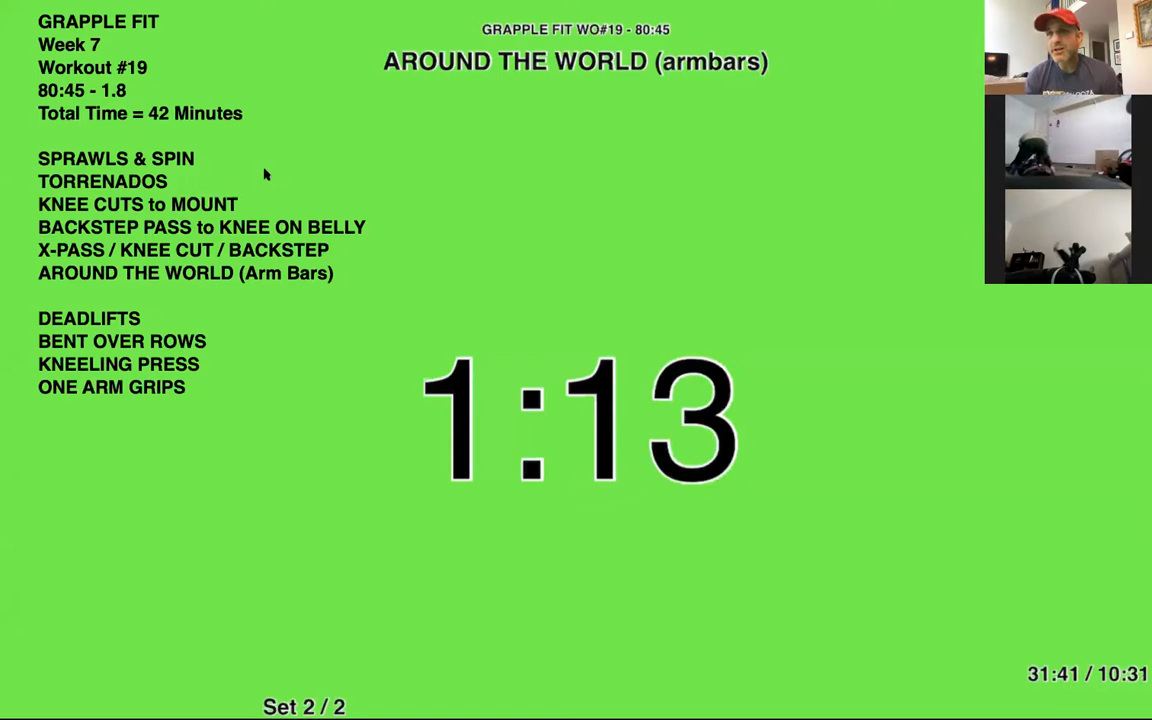 GRAPPLE FIT
Week 7
Workout #19
80:45 - 1.8
Total Time = 42 Minutes
SPRAWLS & SPIN
TORRENADOS
KNEE CUTS to MOUNT
BACKSTEP PASS to KNEE ON BELLY
X-PASS / KNEE CUT / BACKSTEP
AROUND THE WORLD (Arm Bars)
DEADLIFTS
BENT OVER ROWS
KNEELING PRESS
ONE ARM GRIPS
GRAPPLE FIT WO#19 - 80:45
AROUND THE WORLD (armbars)
1:13
31:41 / 10:31
Set 2 / 2